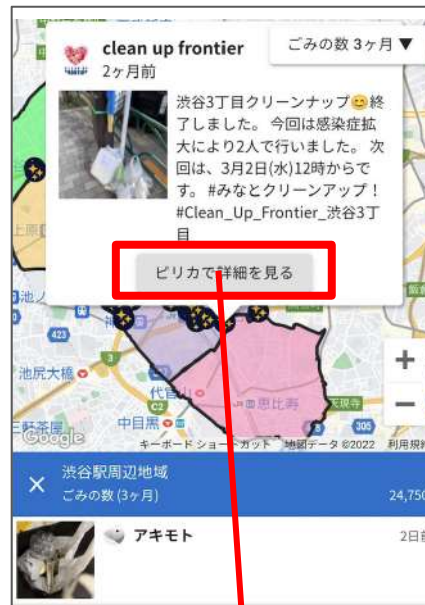 clean up frontier
ごみの数 3ヶ月 ▼
2ヶ月前
渋谷3丁目クリーンナップ😊終
了しました。 今回は感染症拡
大により2人で行いました。 次
回は、3月2日(水)12時からで
す。 #みなとクリーンアップ！
#Clean_Up_Frontier_渋谷3丁
目
ピリカで詳細を見る
上原
池ノ
423
神
3
池尻大橋
代官山
恵比寿
C2
天現寺
中目黒
305
三軒茶屋
+
−
Google
キーボード ショートカット
地図データ ©2022
利用規約
×
渋谷駅周辺地域
ごみの数 (3ヶ月)
24,750
アキモト
2日前